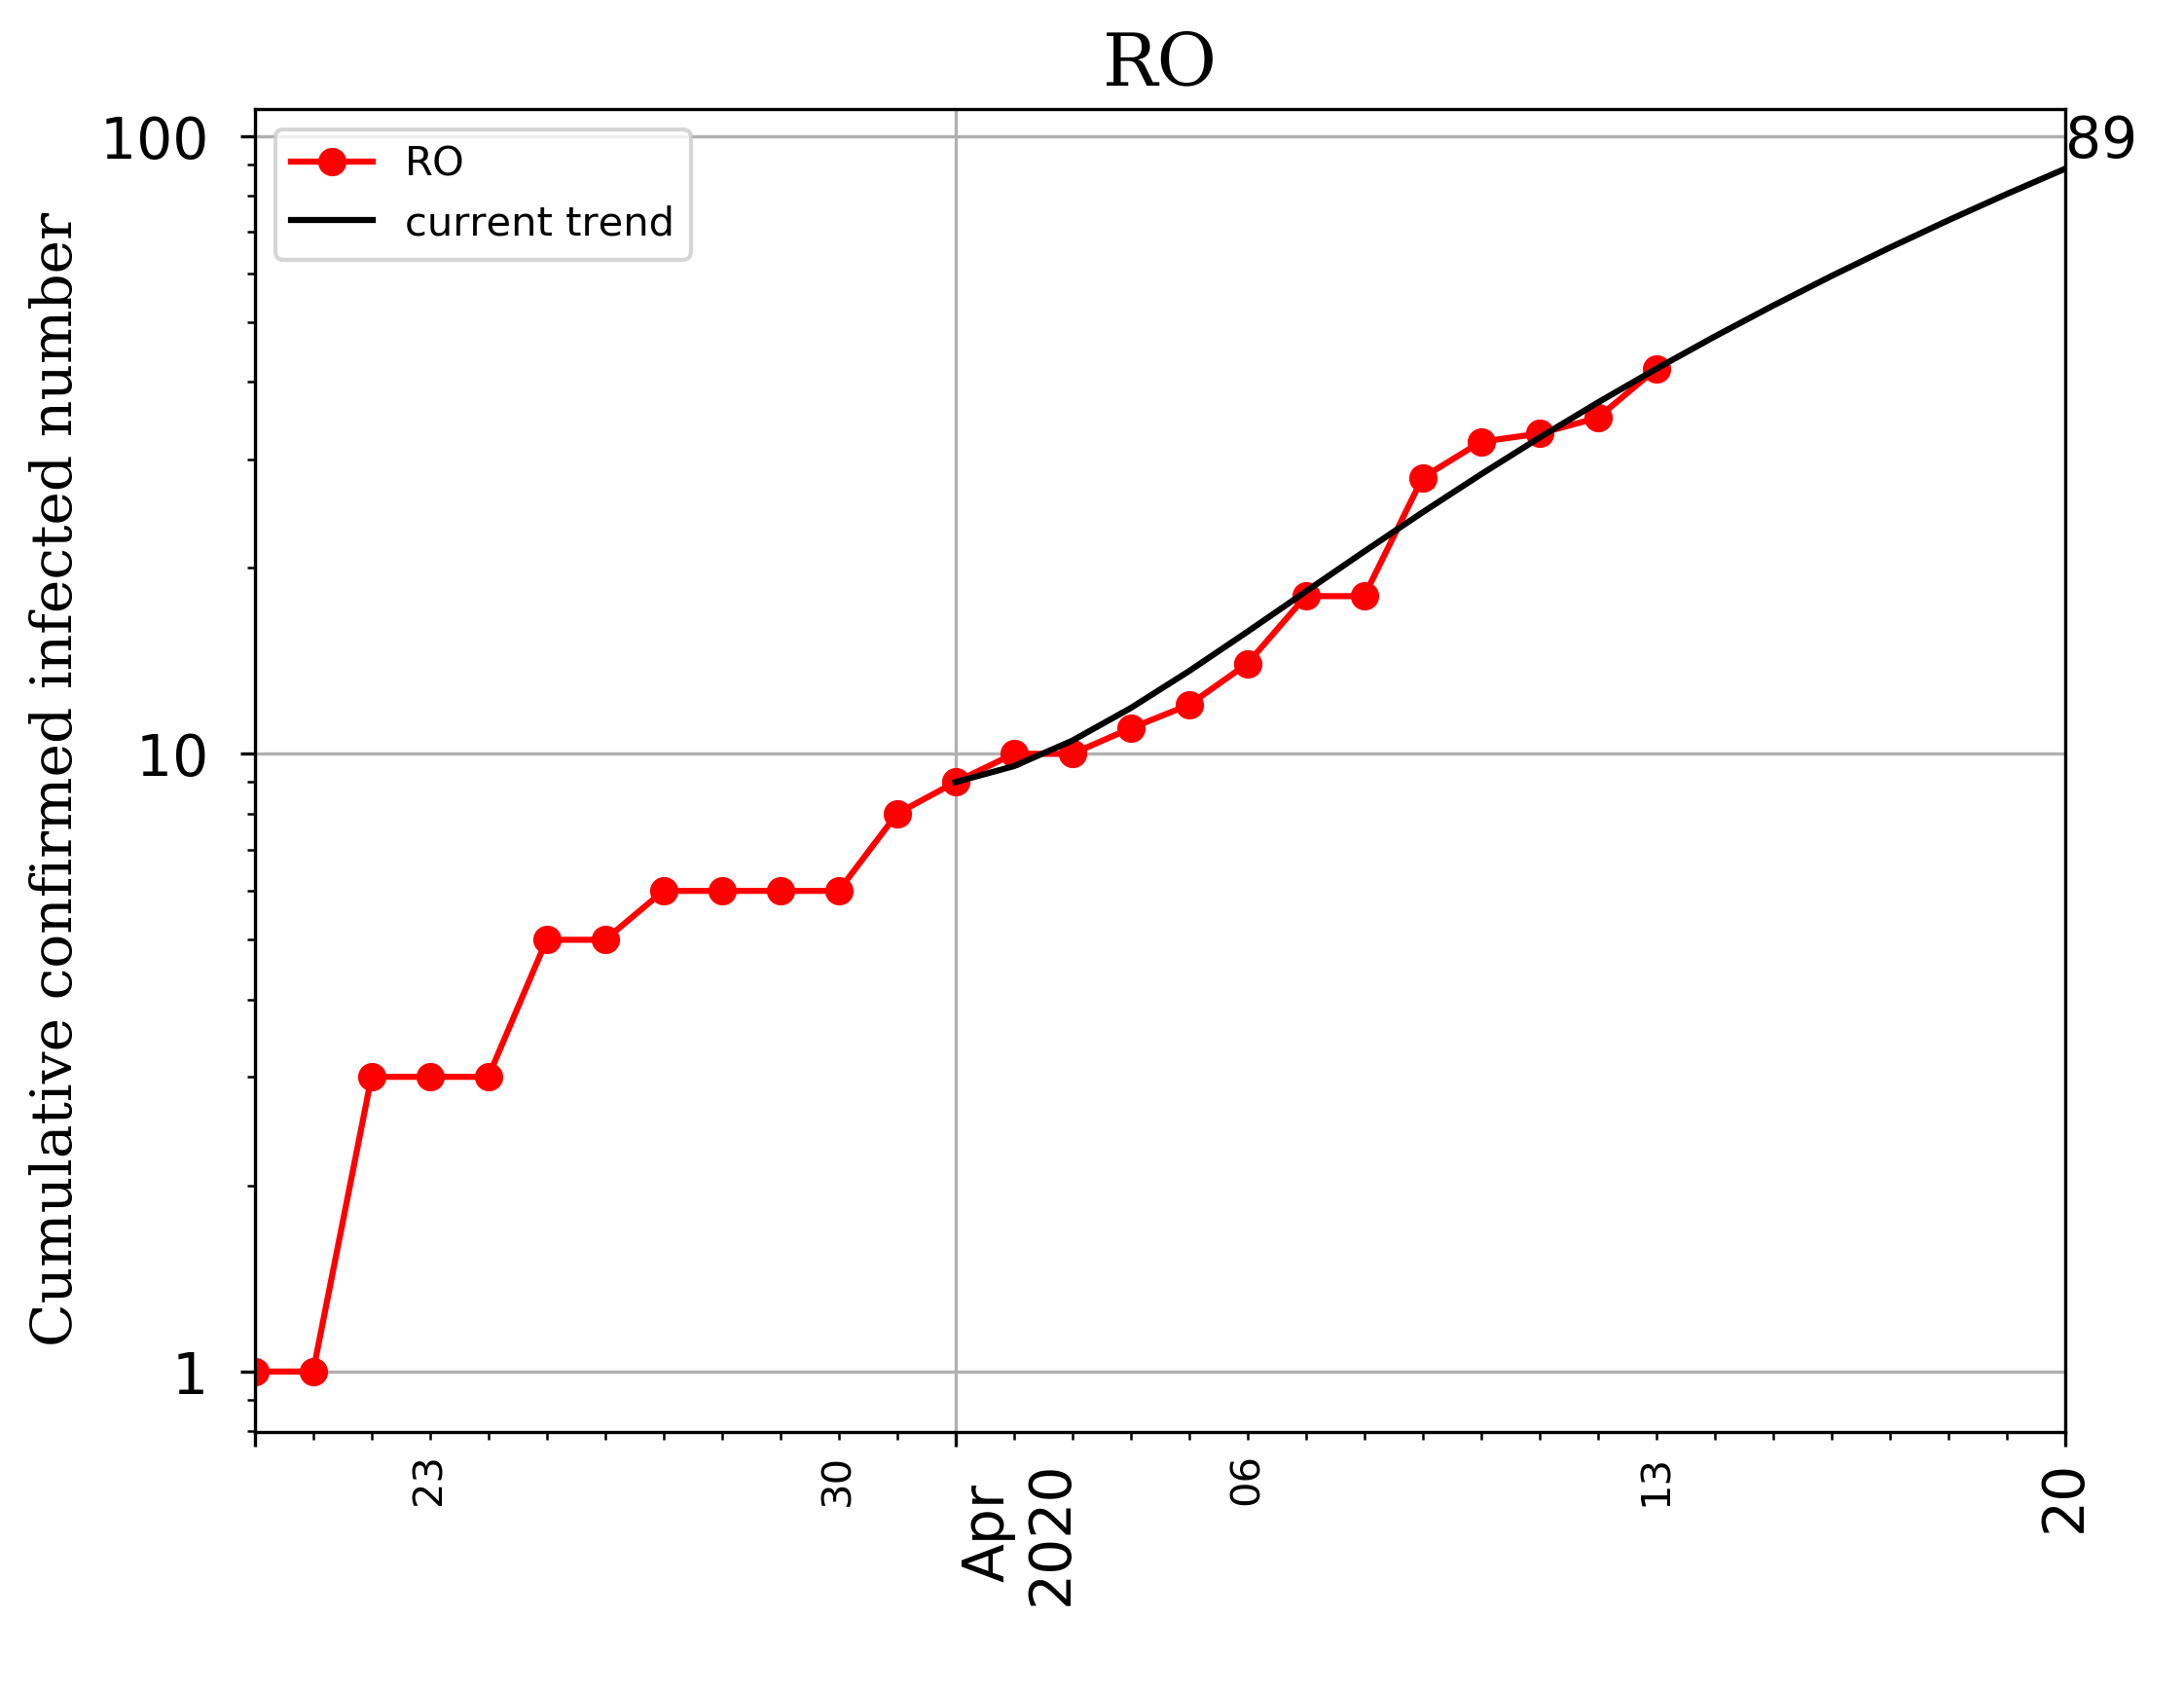 RO
100
10
1
Cumulative confirmed infected number
RO
current trend
89
23
30
Apr
2020
06
13
20